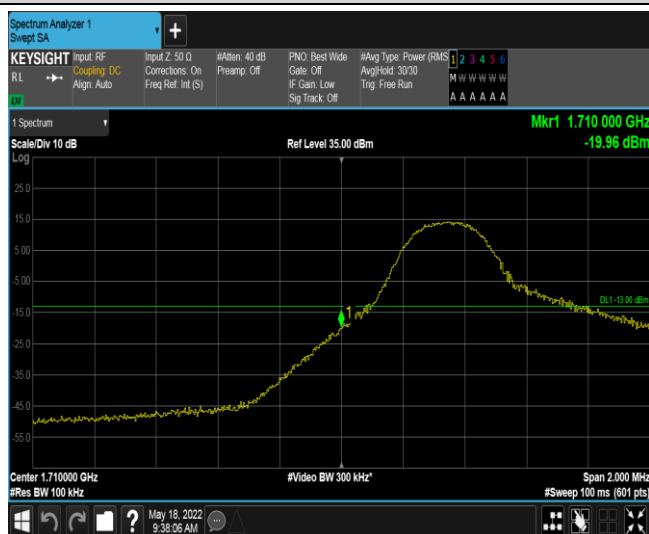 Spectrum Analyzer 1
Swept SA
+
KEYSIGHT
R L
Input: RF
Coupling: DC
Align: Auto
Input Z: 50 Ω
Corrections: On
Freq Ref: Int (S)
#Atten: 40 dB
Preamp: Off
PNO: Best Wide
Gate: Off
IF Gain: Low
Sig Track: Off
#Avg Type: Power (RMS
Avg|Hold: 30/30
Trig: Free Run
1 2 3 4 5 6
M W W W W W
A A A A A A
1 Spectrum
Mkr1 1.710 000 GHz
Scale/Div 10 dB
Ref Level 35.00 dBm
-19.96 dBm
Log
25.0
15.0
5.00
-5.00
DL1 -13.00 dBm
-15.0
1
-25.0
-35.0
-45.0
-55.0
Center 1.710000 GHz
#Video BW 300 kHz*
Span 2.000 MHz
#Res BW 100 kHz
#Sweep 100 ms (601 pts)
?
May 18, 2022
9:38:06 AM